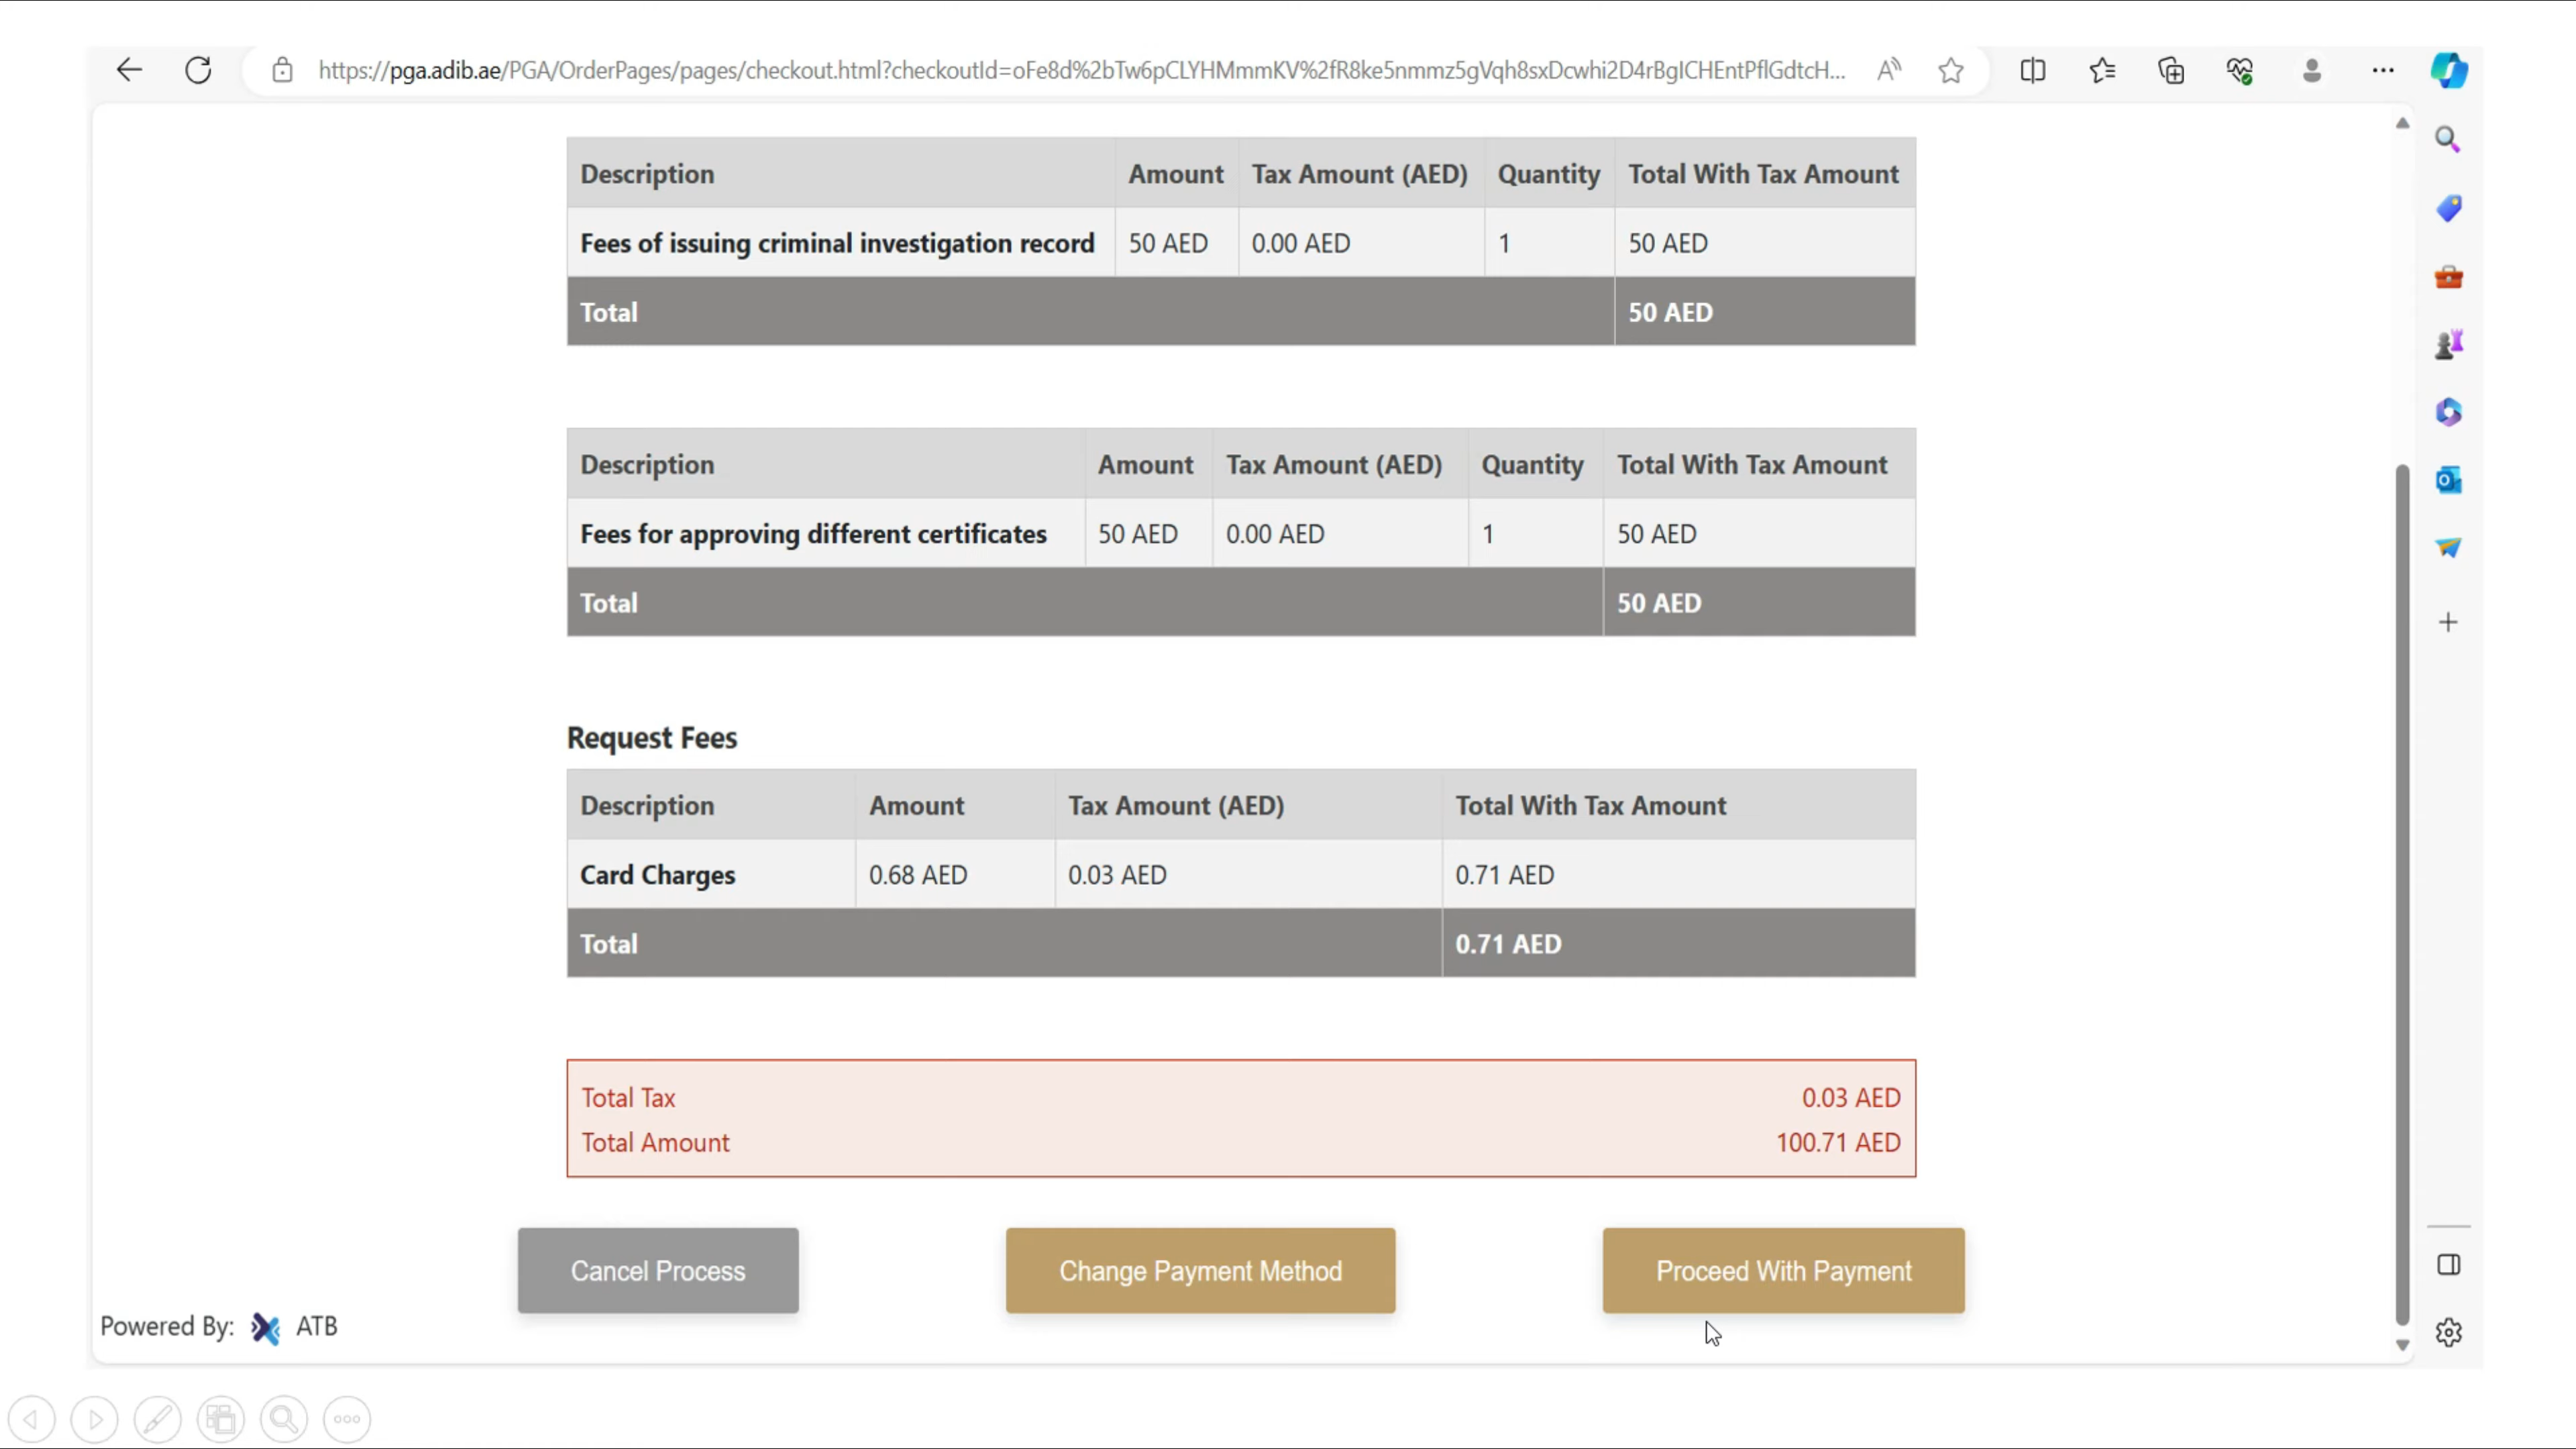 https://pga.adib.ae/PGA/OrderPages/pages/checkout.html?checkoutId=oFe8d%2bTw6pCLYHMmmKV%2fR8ke5nmmz5gVqh8sxDcwhi2D4rBgICHEntPflGdtcH...
Description Amount Tax Amount (AED) Quantity Total With Tax Amount
Fees of issuing criminal investigation record 50 AED 0.00 AED 1 50 AED
Total 50 AED
Description Amount Tax Amount (AED) Quantity Total With Tax Amount
Fees for approving different certificates 50 AED 0.00 AED 1 50 AED
Total 50 AED
Request Fees
Description Amount Tax Amount (AED) Total With Tax Amount
Card Charges 0.68 AED 0.03 AED 0.71 AED
Total 0.71 AED
Total Tax 0.03 AED
Total Amount 100.71 AED
Cancel Process Change Payment Method Proceed With Payment
Powered By: ATB